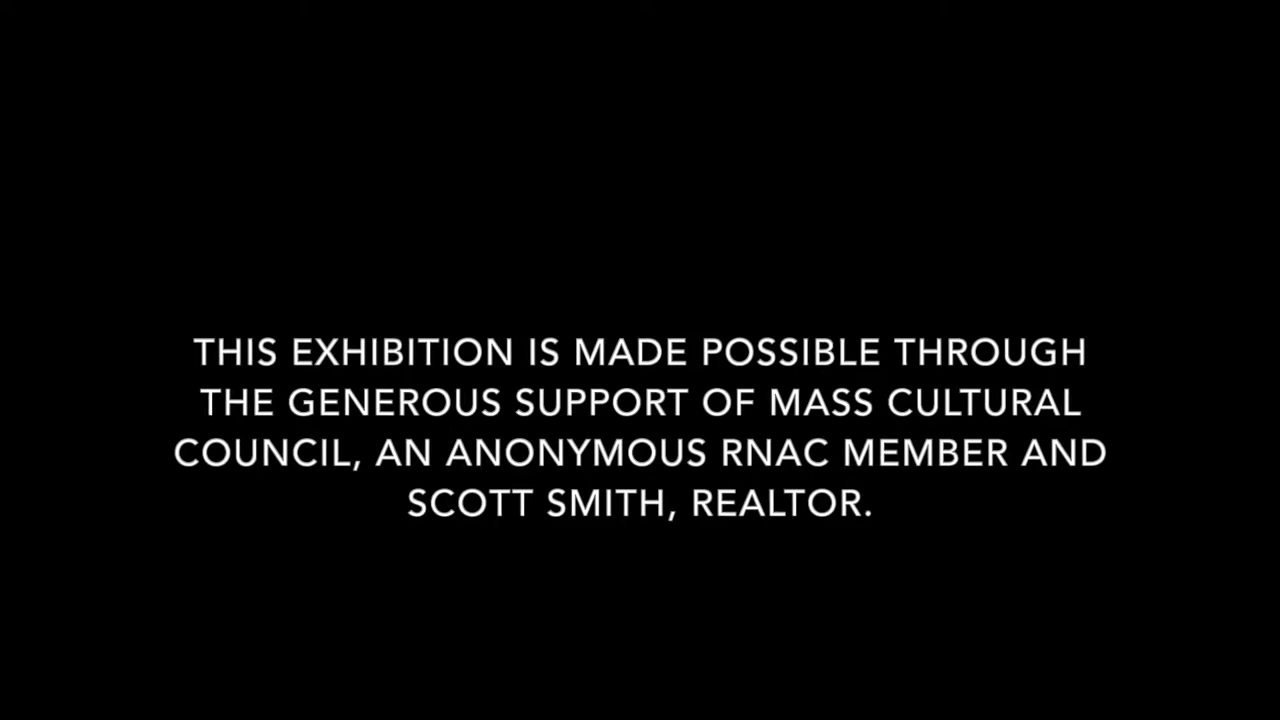 THIS EXHIBITION IS MADE POSSIBLE THROUGH
THE GENEROUS SUPPORT OF MASS CULTURAL
COUNCIL, AN ANONYMOUS RNAC MEMBER AND
SCOTT SMITH, REALTOR.